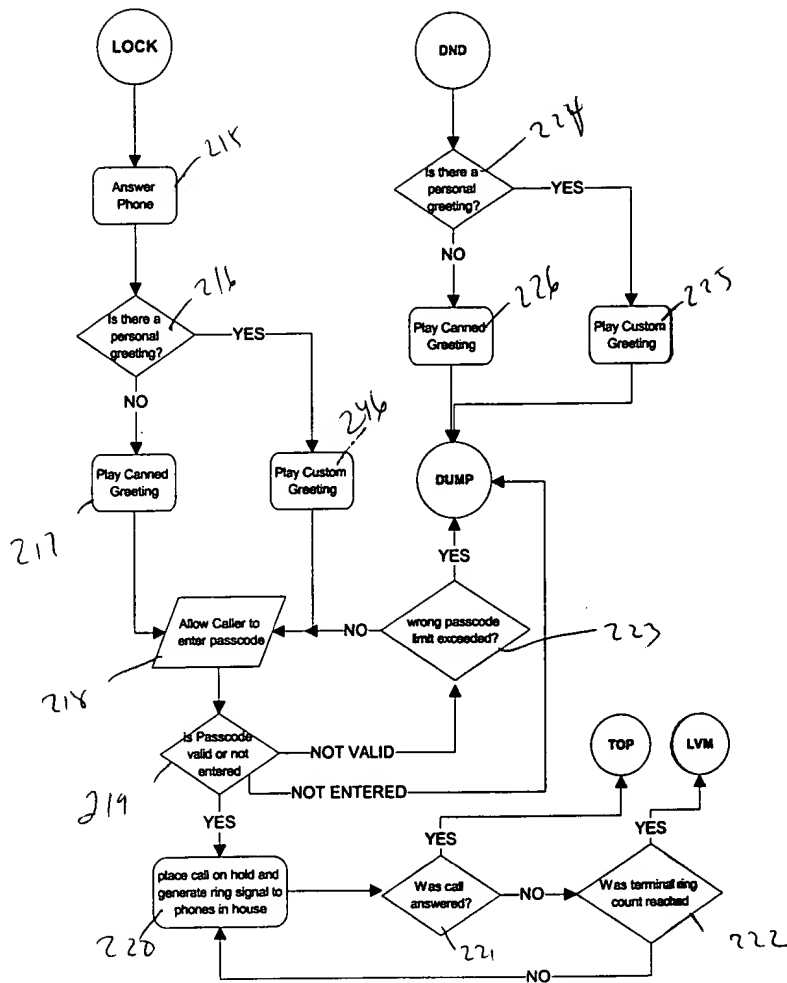 LOCK
215
Answer
Phone
216
Is there a
personal
greeting?
YES
NO
246
Play Canned
Greeting
Play Custom
Greeting
217
DND
224
Is there a
personal
greeting?
YES
NO
226
225
Play Canned
Greeting
Play Custom
Greeting
DUMP
YES
Allow Caller to
enter passcode
NO
wrong passcode
limit exceeded?
223
218
Is Passcode
valid or not
entered
NOT VALID
NOT ENTERED
219
YES
TOP
LVM
YES
YES
place call on hold and
generate ring signal to
phones in house
Was call
answered?
NO
Was terminal ring
count reached
220
221
222
NO